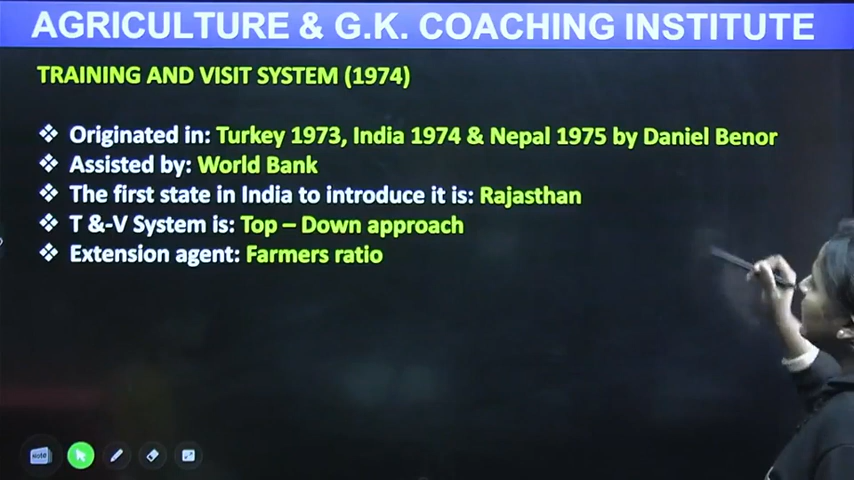 AGRICULTURE & G.K. COACHING INSTITUTE
TRAINING AND VISIT SYSTEM (1974)
❖ Originated in: Turkey 1973, India 1974 & Nepal 1975 by Daniel Benor
❖ Assisted by: World Bank
❖ The first state in India to introduce it is: Rajasthan
❖ T &-V System is: Top – Down approach
❖ Extension agent: Farmers ratio
Note